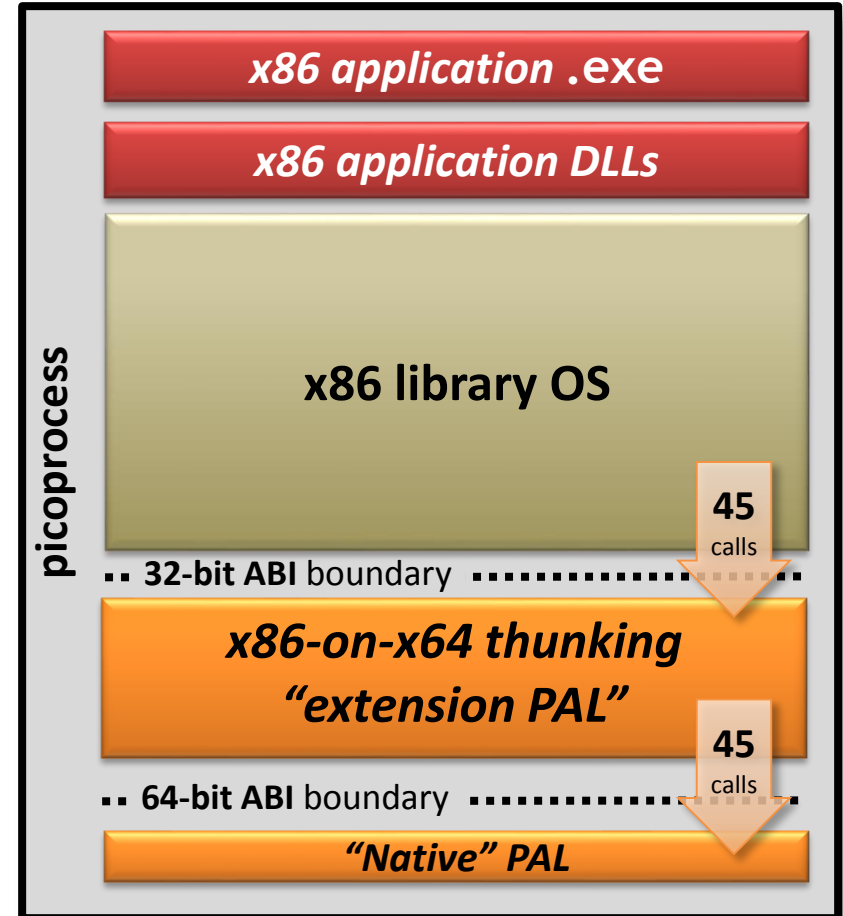 x86 application .exe
x86 application DLLs
picoprocess
x86 library OS
45
calls
32-bit ABI boundary
x86-on-x64 thunking
“extension PAL”
45
calls
64-bit ABI boundary
“Native” PAL